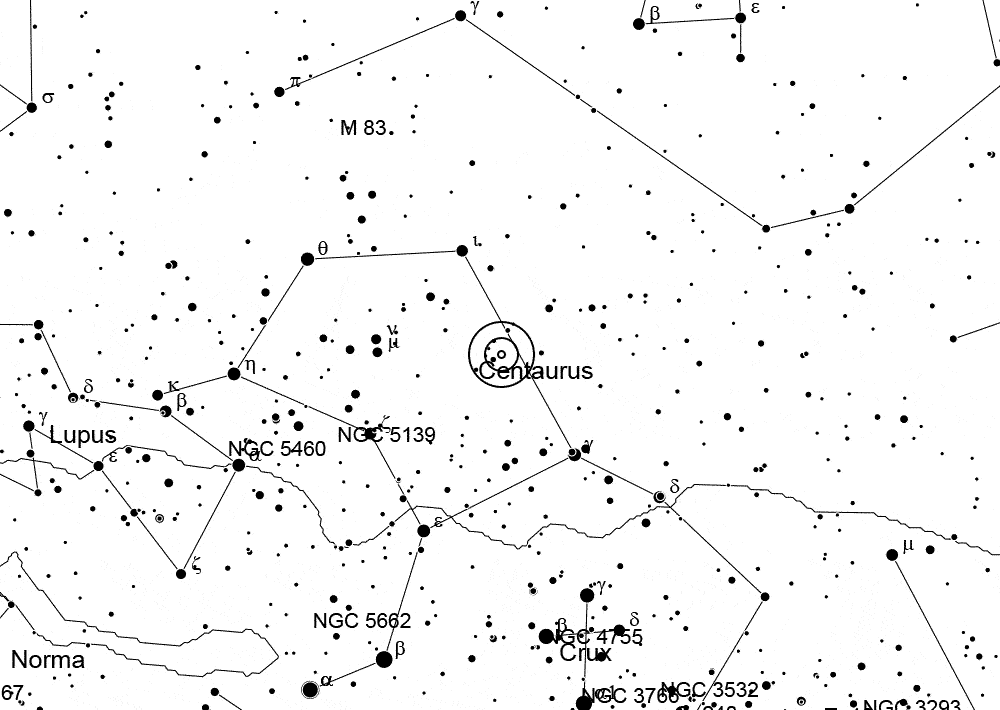 γ
β
ε
π
σ
M 83
θ
ι
ν
μ
η
κ
β
δ
γ
Centaurus
Lupus
ε
ζ
NGC 5139
NGC 5460
α
γ
δ
ε
μ
ζ
γ
NGC 5662
β
δ
NGC 4755
Crux
β
Norma
α
67
α1
NGC 3766
NGC 3532
NGC 3293